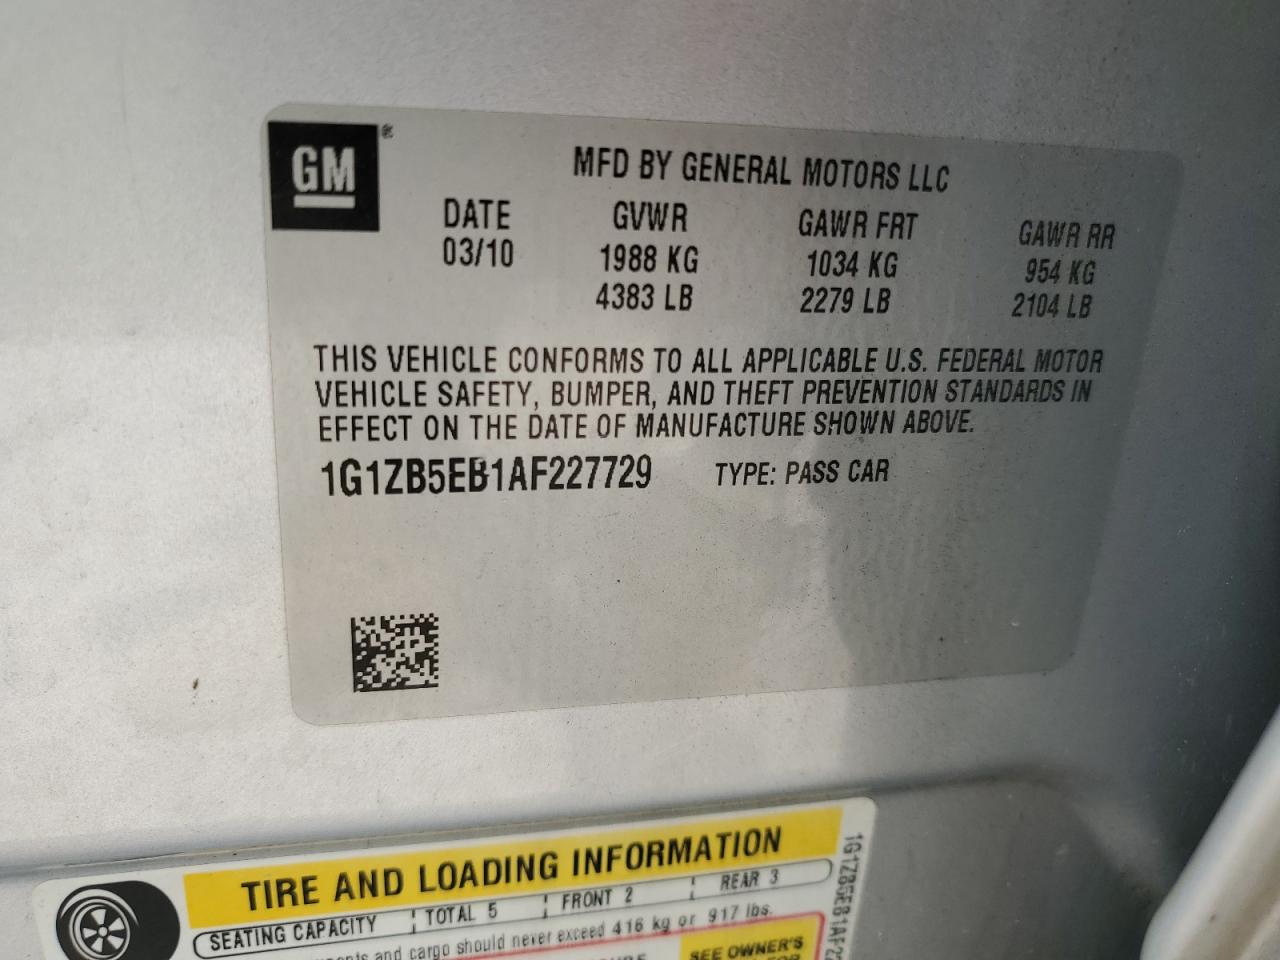 GM ®
MFD BY GENERAL MOTORS LLC
DATE GVWR GAWR FRT GAWR RR
03/10 1988 KG 1034 KG 954 KG
4383 LB 2279 LB 2104 LB
THIS VEHICLE CONFORMS TO ALL APPLICABLE U.S. FEDERAL MOTOR
VEHICLE SAFETY, BUMPER, AND THEFT PREVENTION STANDARDS IN
EFFECT ON THE DATE OF MANUFACTURE SHOWN ABOVE.
1G1ZB5EB1AF227729 TYPE: PASS CAR
TIRE AND LOADING INFORMATION
SEATING CAPACITY TOTAL 5 FRONT 2 REAR 3
and cargo should never exceed 416 kg or 917 lbs.
SEE OWNER'S
1G1ZB5EB1AF22